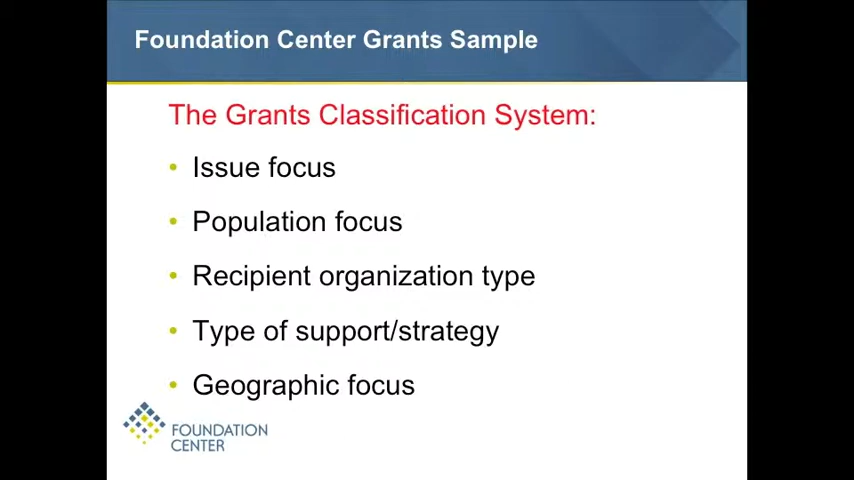 Foundation Center Grants Sample
The Grants Classification System:
• Issue focus
• Population focus
• Recipient organization type
• Type of support/strategy
• Geographic focus
FOUNDATION
CENTER